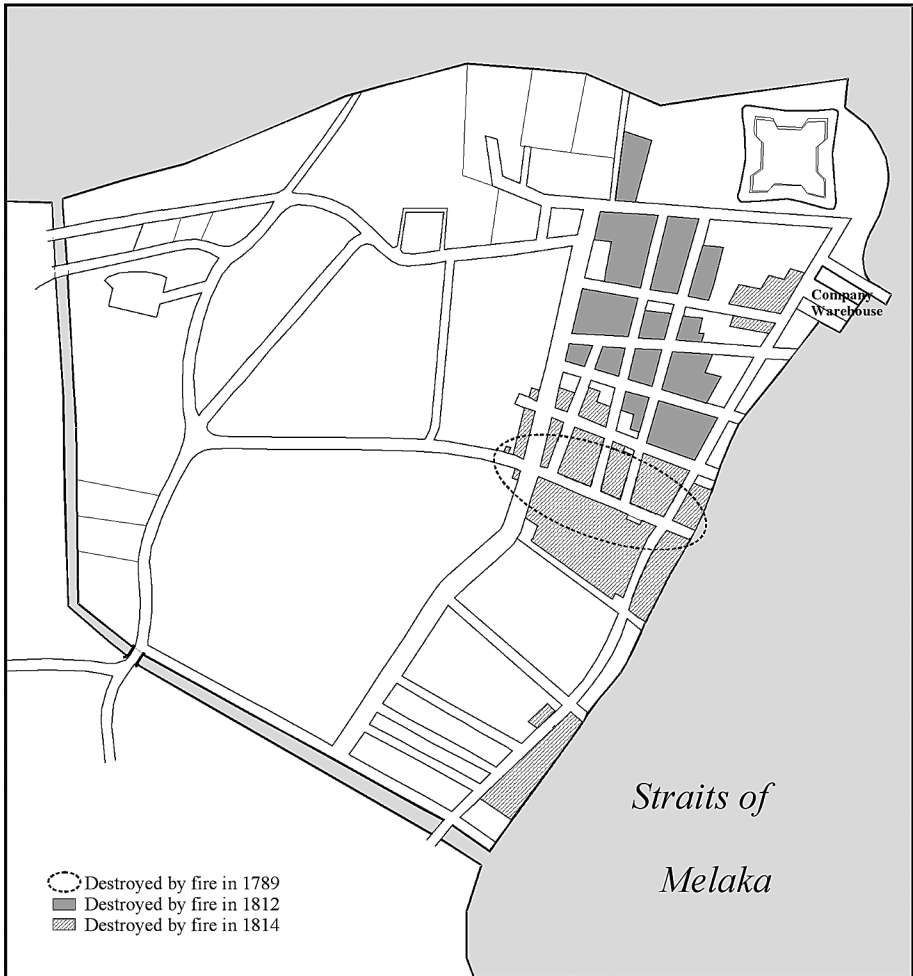 Company
Warehouse
Straits of
Melaka
Destroyed by fire in 1789
Destroyed by fire in 1812
Destroyed by fire in 1814